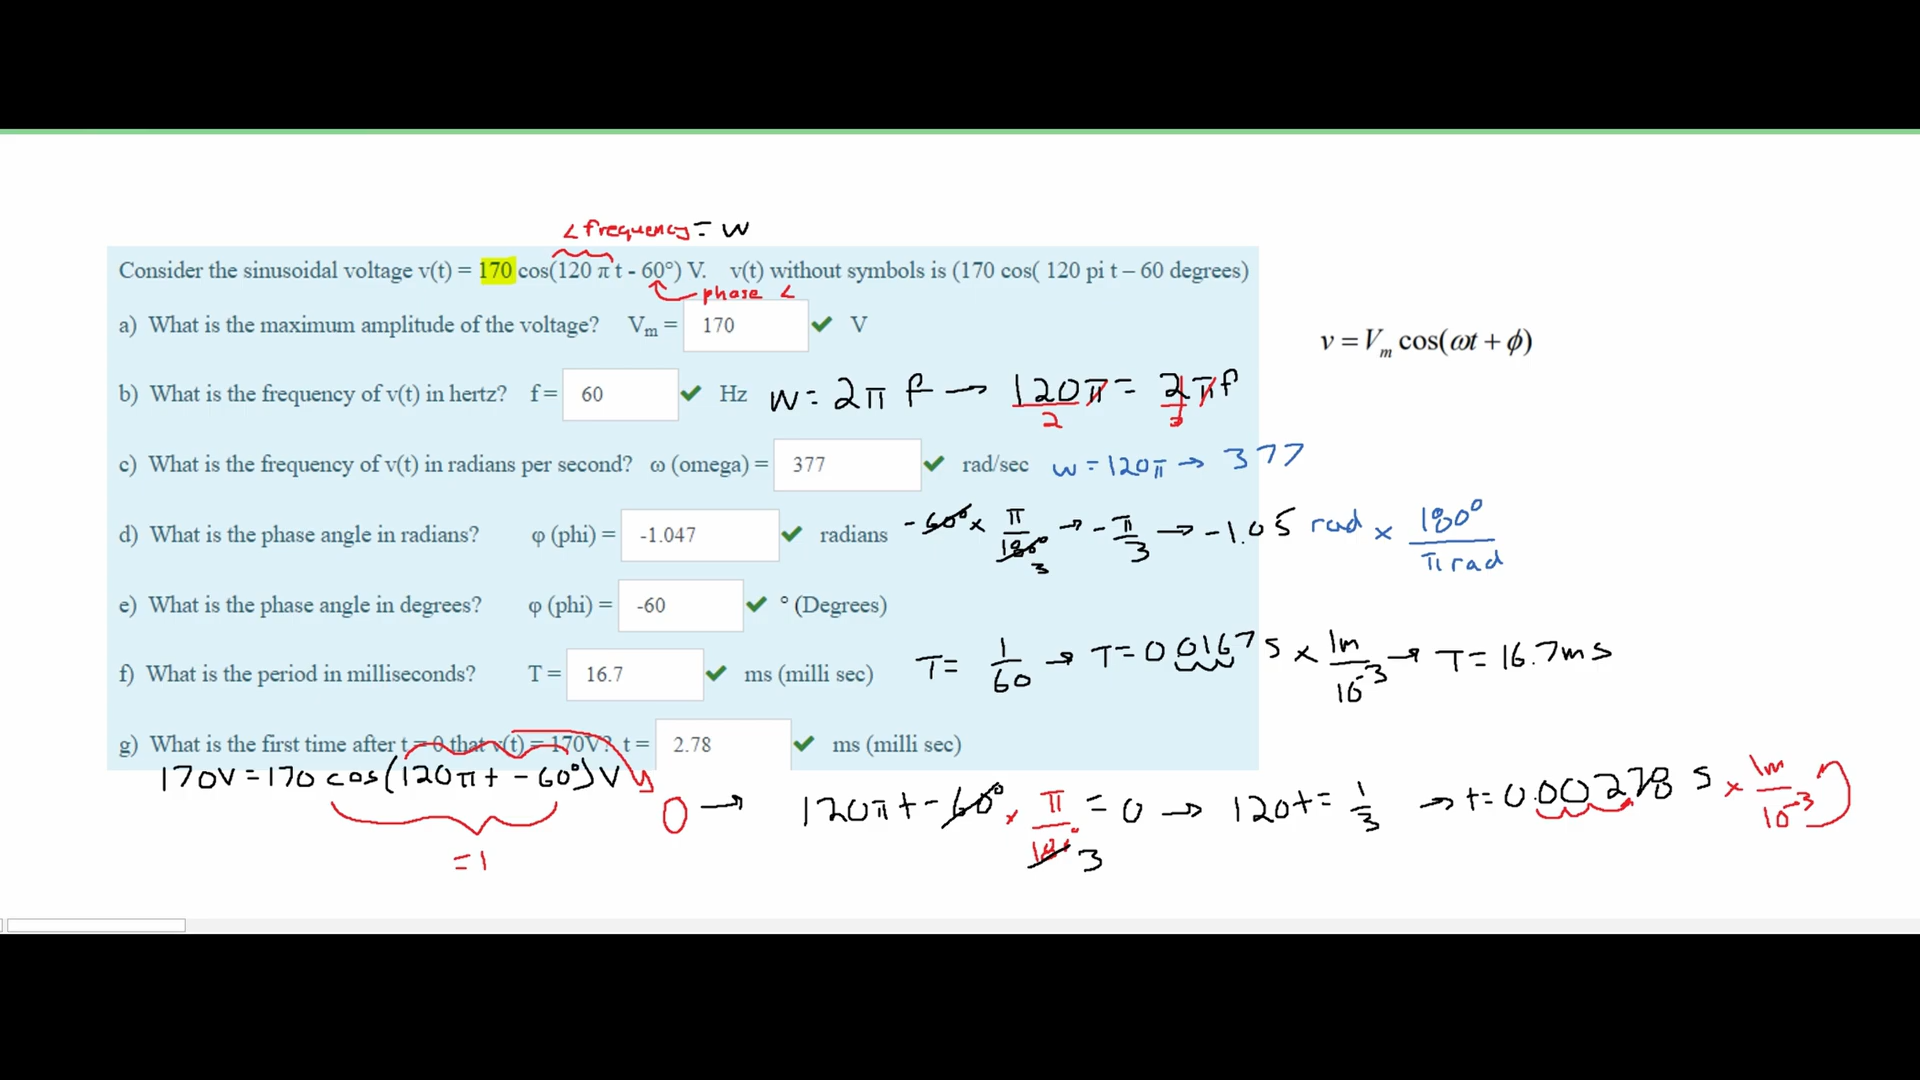 ∠ frequency = w
Consider the sinusoidal voltage v(t) = 170 cos(120 π t - 60°) V. v(t) without symbols is (170 cos( 120 pi t – 60 degrees)
phase ∠
a) What is the maximum amplitude of the voltage? Vm = 170 ✔ V
v = Vm cos(ωt + ϕ)
b) What is the frequency of v(t) in hertz? f = 60 ✔ Hz w = 2π f → 120π/2 = 2πf/2
c) What is the frequency of v(t) in radians per second? ω (omega) = 377 ✔ rad/sec w = 120π → 377
d) What is the phase angle in radians? φ (phi) = -1.047 ✔ radians -60° × π/180° 3 → -π/3 → -1.05 rad × 180°/π rad
e) What is the phase angle in degrees? φ (phi) = -60 ✔ ° (Degrees)
f) What is the period in milliseconds? T = 16.7 ✔ ms (milli sec) T = 1/60 → T = 0.0167 s × 1m/10^-3 → T = 16.7ms
g) What is the first time after t = 0 that v(t) = 170V? t = 2.78 ✔ ms (milli sec)
170V = 170 cos(120πt - 60°) V 0 → 120πt - 60° × π/180° 3 = 0 → 120t = 1/3 → t = 0.00278 s × 1m/10^-3
= 1